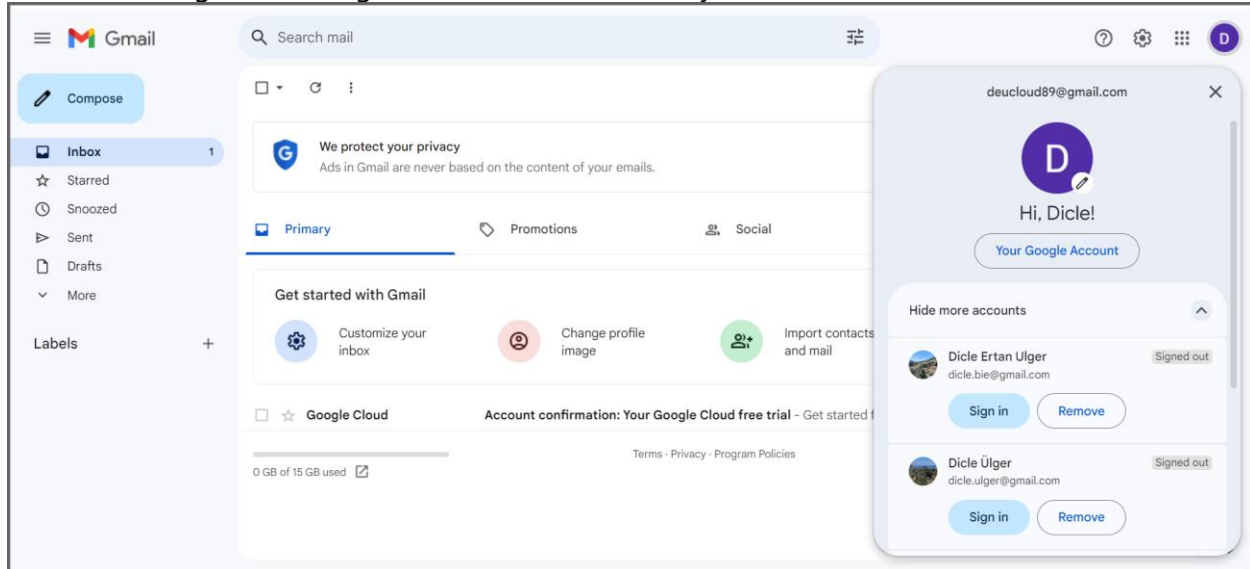 Gmail
Search mail
D
Compose
Inbox 1
Starred
Snoozed
Sent
Drafts
More
Labels
G
We protect your privacy
Ads in Gmail are never based on the content of your emails.
Primary Promotions Social
Get started with Gmail
Customize your
inbox
Change profile
image
Import contacts
and mail
Google Cloud Account confirmation: Your Google Cloud free trial - Get started
0 GB of 15 GB used
Terms · Privacy · Program Policies
deucloud89@gmail.com
D
Hi, Dicle!
Your Google Account
Hide more accounts
Dicle Ertan Ulger Signed out
dicle.bie@gmail.com
Sign in Remove
Dicle Ülger Signed out
dicle.ulger@gmail.com
Sign in Remove